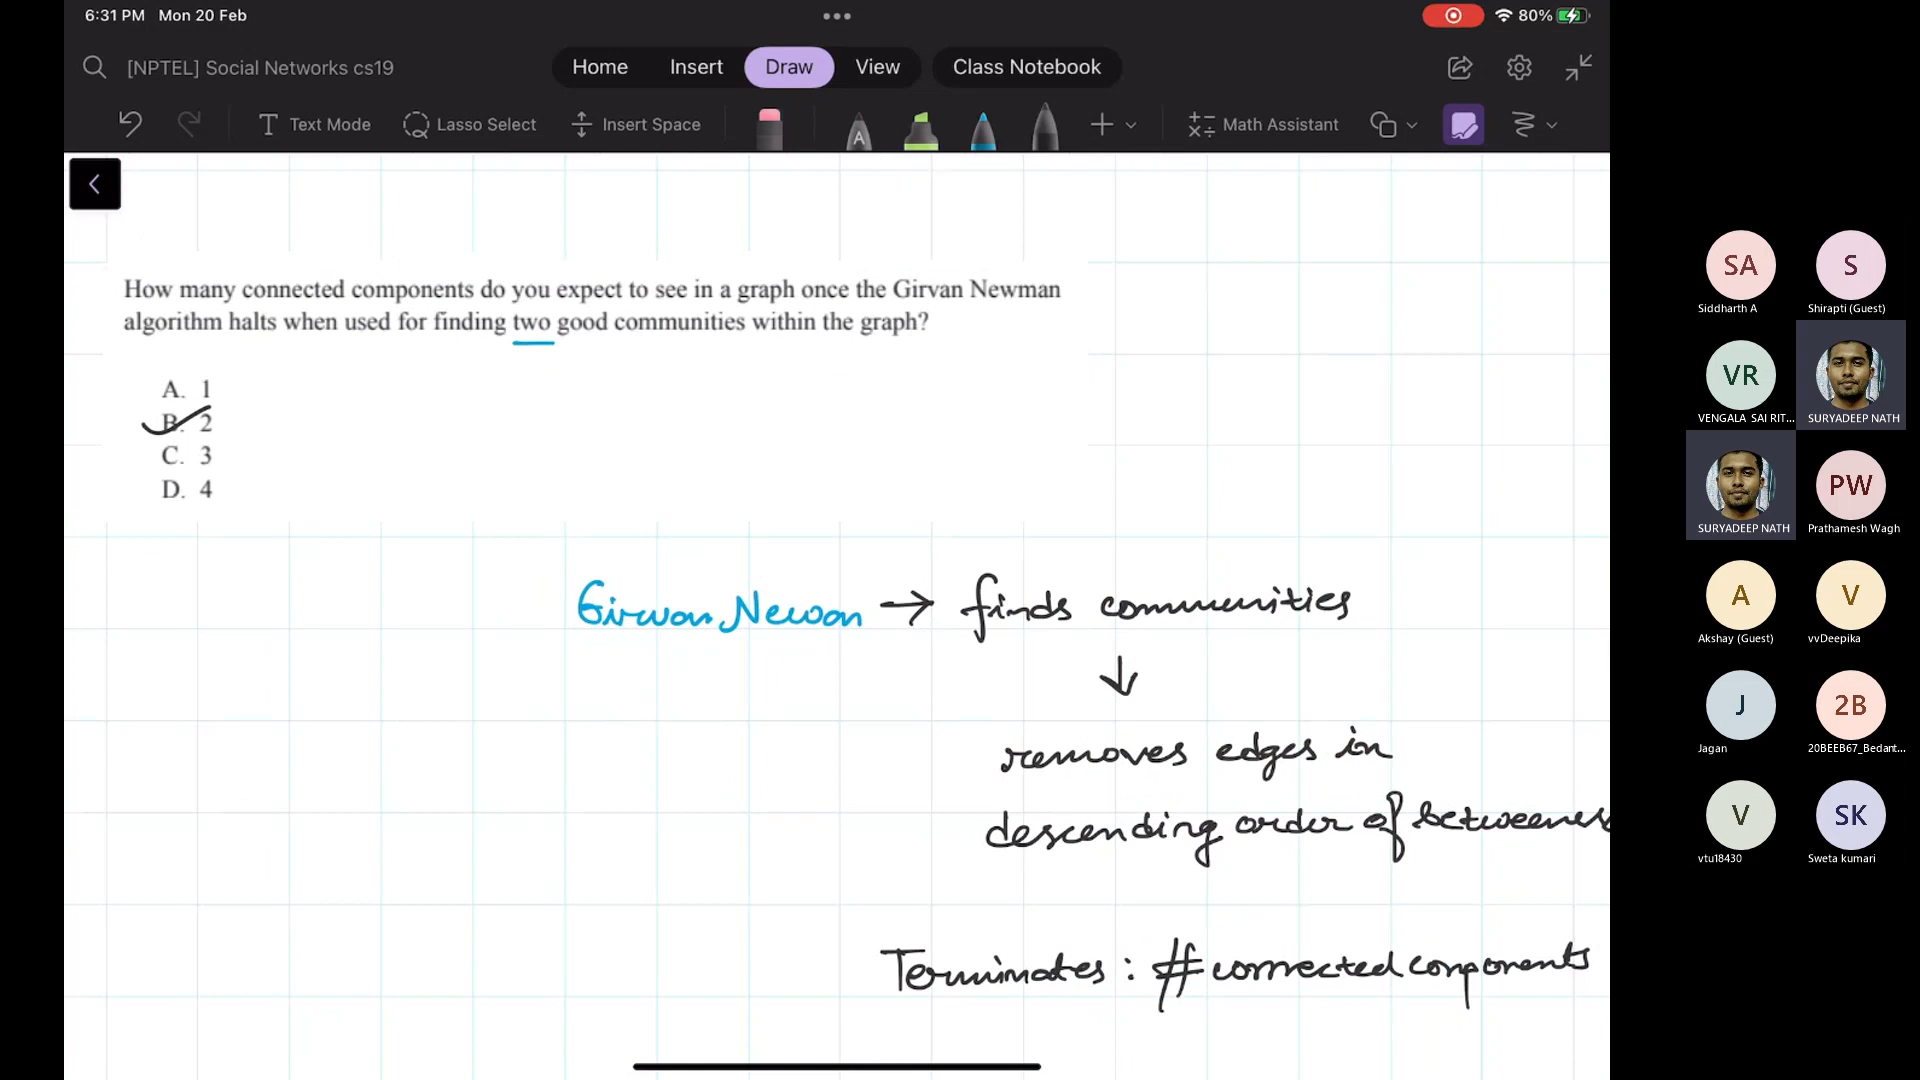 6:31 PM Mon 20 Feb
80%
[NPTEL] Social Networks cs19
Home Insert Draw View Class Notebook
Text Mode Lasso Select Insert Space A Math Assistant
How many connected components do you expect to see in a graph once the Girvan Newman
algorithm halts when used for finding two good communities within the graph?
A. 1
B. 2
C. 3
D. 4
Girvan Newan → finds communities
↓
removes edges in
descending order of betweenes
Terminates : # connected components
SA S
Siddharth A Shirapti (Guest)
VR
VENGALA SAI RIT... SURYADEEP NATH
PW
SURYADEEP NATH Prathamesh Wagh
A V
Akshay (Guest) vvDeepika
J 2B
Jagan 20BEEB67_Bedant...
V SK
vtu18430 Sweta kumari